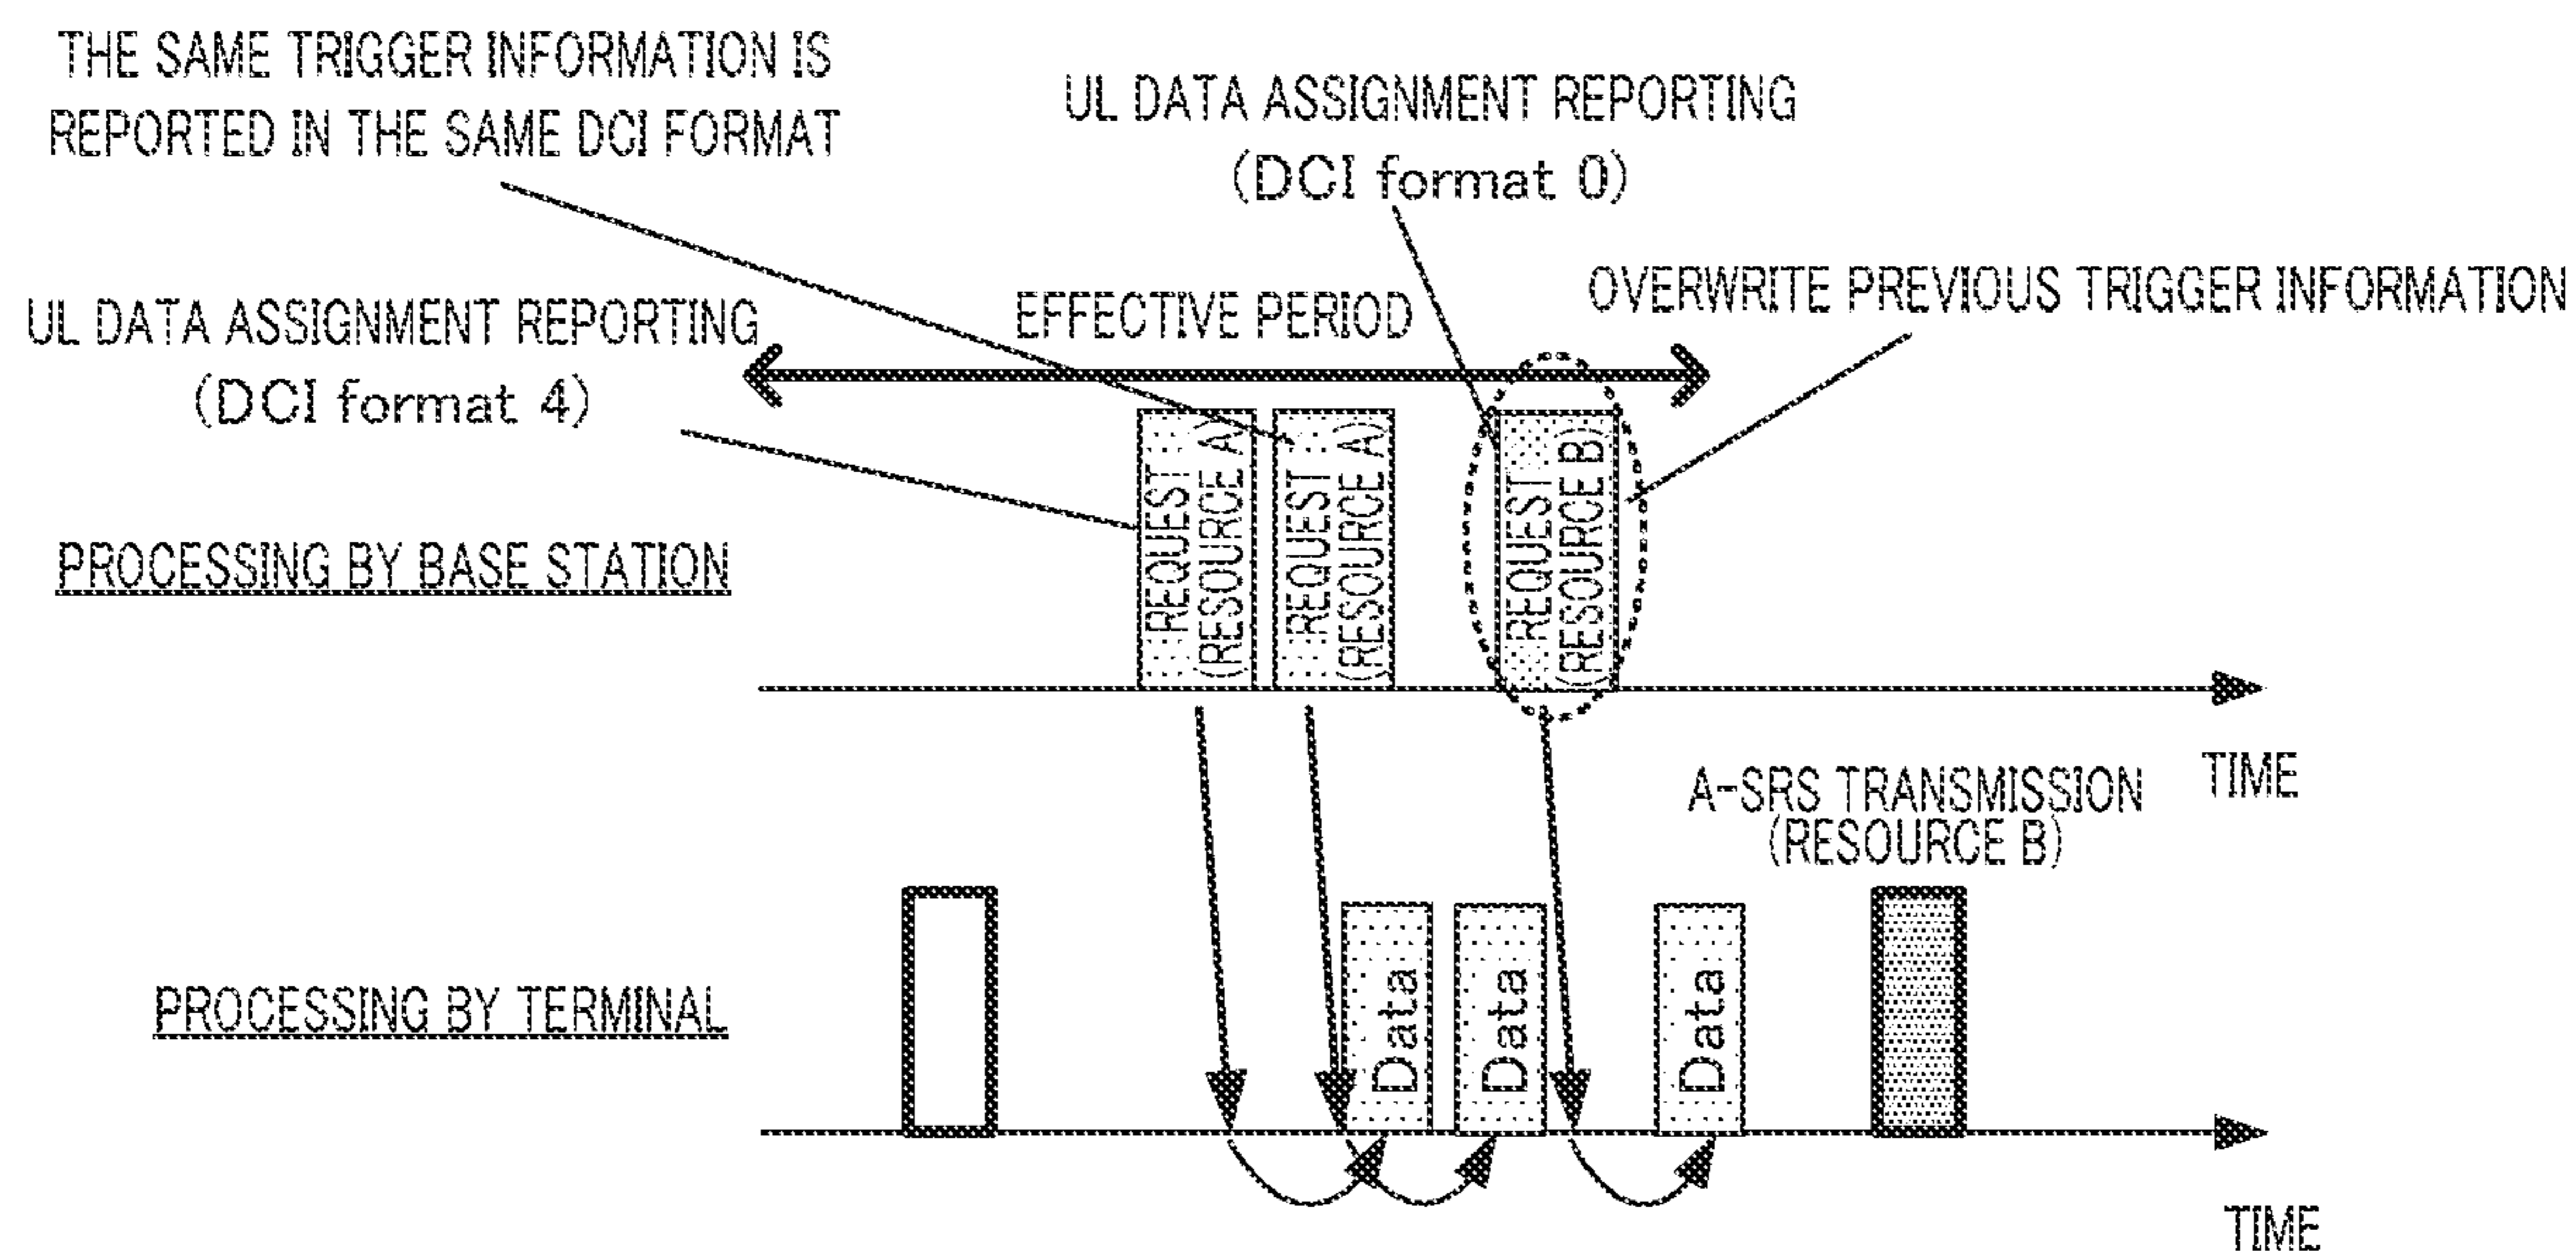 THE SAME TRIGGER INFORMATION IS
REPORTED IN THE SAME DCI FORMAT
UL DATA ASSIGNMENT REPORTING
(DCI format 0)
UL DATA ASSIGNMENT REPORTING
(DCI format 4)
EFFECTIVE PERIOD
OVERWRITE PREVIOUS TRIGGER INFORMATION
PROCESSING BY BASE STATION
REQUEST
(RESOURCE A)
REQUEST
(RESOURCE A)
REQUEST
(RESOURCE B)
TIME
A-SRS TRANSMISSION
(RESOURCE B)
PROCESSING BY TERMINAL
Data
Data
Data
TIME